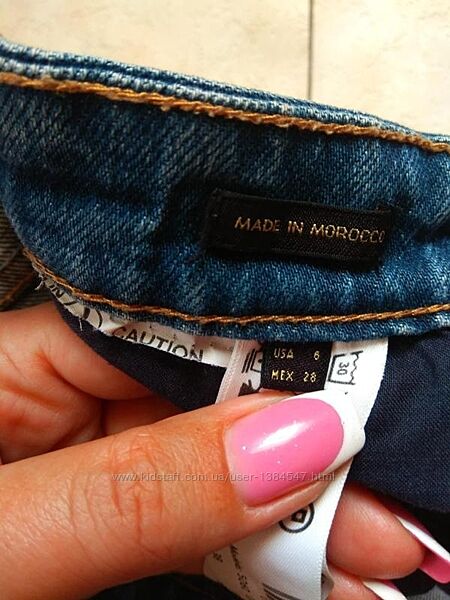 MADE IN MOROCCO
CAUTION
USA 6
MEX 28
30
www.kidstaff.com.ua/user-1384547.html